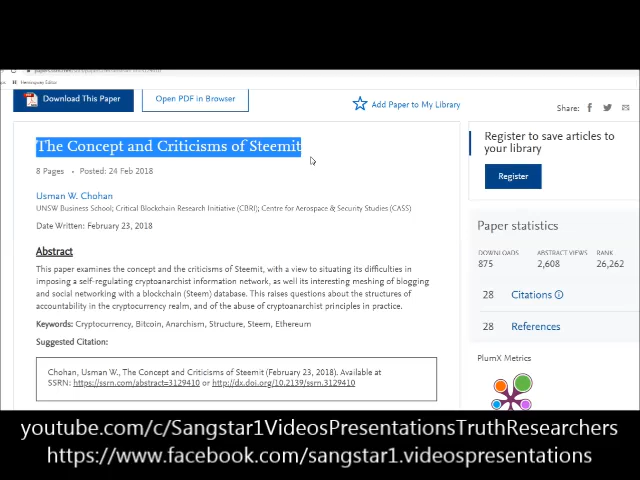 Hemingway Editor
Download This Paper
Open PDF in Browser
Add Paper to My Library
Share:
The Concept and Criticisms of Steemit
8 Pages • Posted: 24 Feb 2018
Usman W. Chohan
UNSW Business School; Critical Blockchain Research Initiative (CBRI); Centre for Aerospace & Security Studies (CASS)
Date Written: February 23, 2018
Abstract
This paper examines the concept and the criticisms of Steemit, with a view to situating its difficulties in
imposing a self-regulating cryptoanarchist information network, as well its interesting meshing of blogging
and social networking with a blockchain (Steem) database. This raises questions about the structures of
accountability in the cryptocurrency realm, and of the abuse of cryptoanarchist principles in practice.
Keywords: Cryptocurrency, Bitcoin, Anarchism, Structure, Steem, Ethereum
Suggested Citation:
Chohan, Usman W., The Concept and Criticisms of Steemit (February 23, 2018). Available at
SSRN: https://ssrn.com/abstract=3129410 or http://dx.doi.org/10.2139/ssrn.3129410
Register to save articles to
your library
Register
Paper statistics
DOWNLOADS ABSTRACT VIEWS RANK
875 2,608 26,262
28 Citations
28 References
PlumX Metrics
youtube.com/c/Sangstar1VideosPresentationsTruthResearchers
https://www.facebook.com/sangstar1.videospresentations